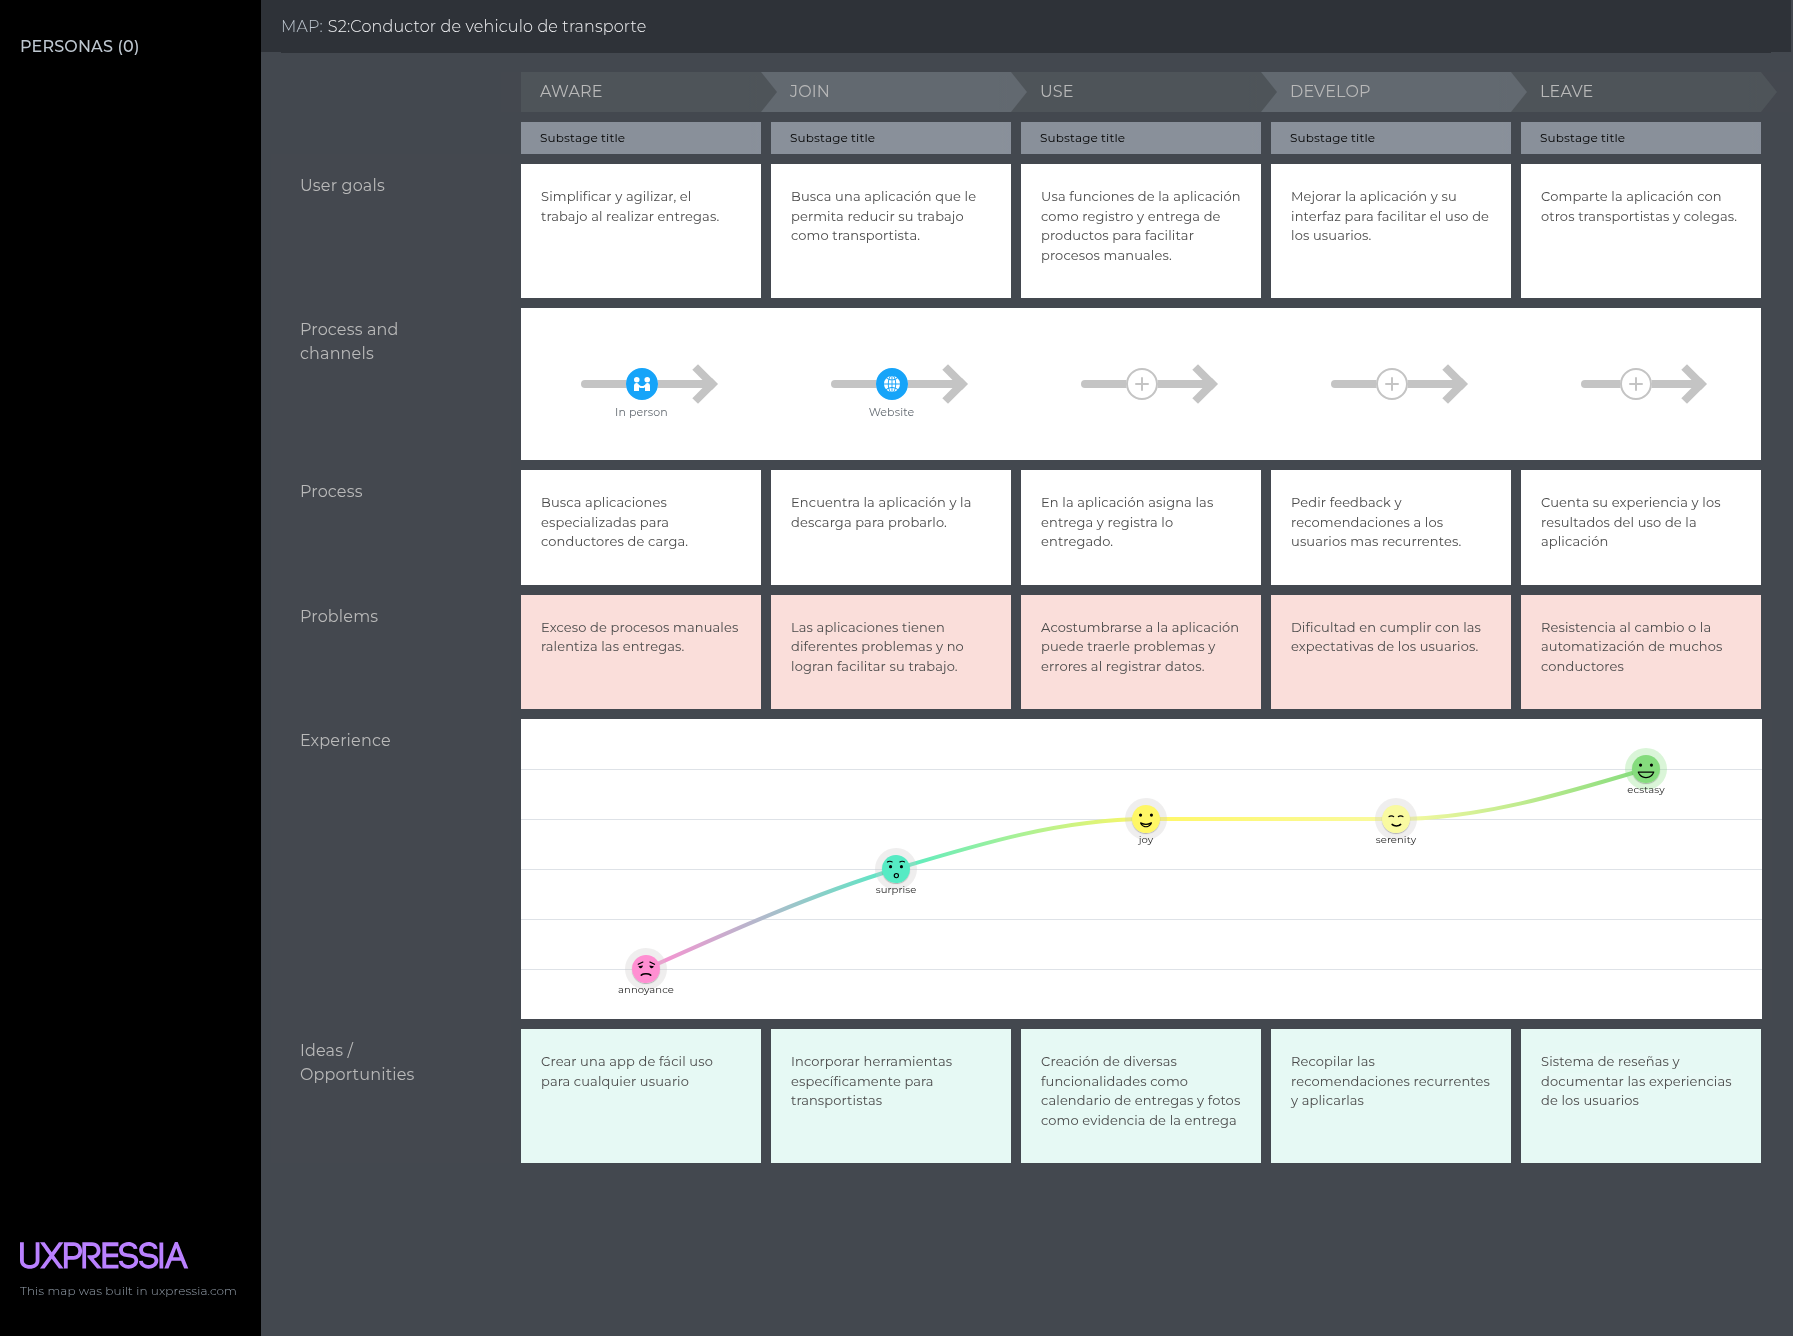 PERSONAS (0)
MAP: S2:Conductor de vehiculo de transporte
AWARE
JOIN
USE
DEVELOP
LEAVE
Substage title
Substage title
Substage title
Substage title
Substage title
User goals
Simplificar y agilizar, el
trabajo al realizar entregas.
Busca una aplicación que le
permita reducir su trabajo
como transportista.
Usa funciones de la aplicación
como registro y entrega de
productos para facilitar
procesos manuales.
Mejorar la aplicación y su
interfaz para facilitar el uso de
los usuarios.
Comparte la aplicación con
otros transportistas y colegas.
Process and
channels
In person
Website
Process
Busca aplicaciones
especializadas para
conductores de carga.
Encuentra la aplicación y la
descarga para probarlo.
En la aplicación asigna las
entrega y registra lo
entregado.
Pedir feedback y
recomendaciones a los
usuarios mas recurrentes.
Cuenta su experiencia y los
resultados del uso de la
aplicación
Problems
Exceso de procesos manuales
ralentiza las entregas.
Las aplicaciones tienen
diferentes problemas y no
logran facilitar su trabajo.
Acostumbrarse a la aplicación
puede traerle problemas y
errores al registrar datos.
Dificultad en cumplir con las
expectativas de los usuarios.
Resistencia al cambio o la
automatización de muchos
conductores
Experience
annoyance
surprise
joy
serenity
ecstasy
Ideas /
Opportunities
Crear una app de fácil uso
para cualquier usuario
Incorporar herramientas
específicamente para
transportistas
Creación de diversas
funcionalidades como
calendario de entregas y fotos
como evidencia de la entrega
Recopilar las
recomendaciones recurrentes
y aplicarlas
Sistema de reseñas y
documentar las experiencias
de los usuarios
UXPRESSIA
This map was built in uxpressia.com